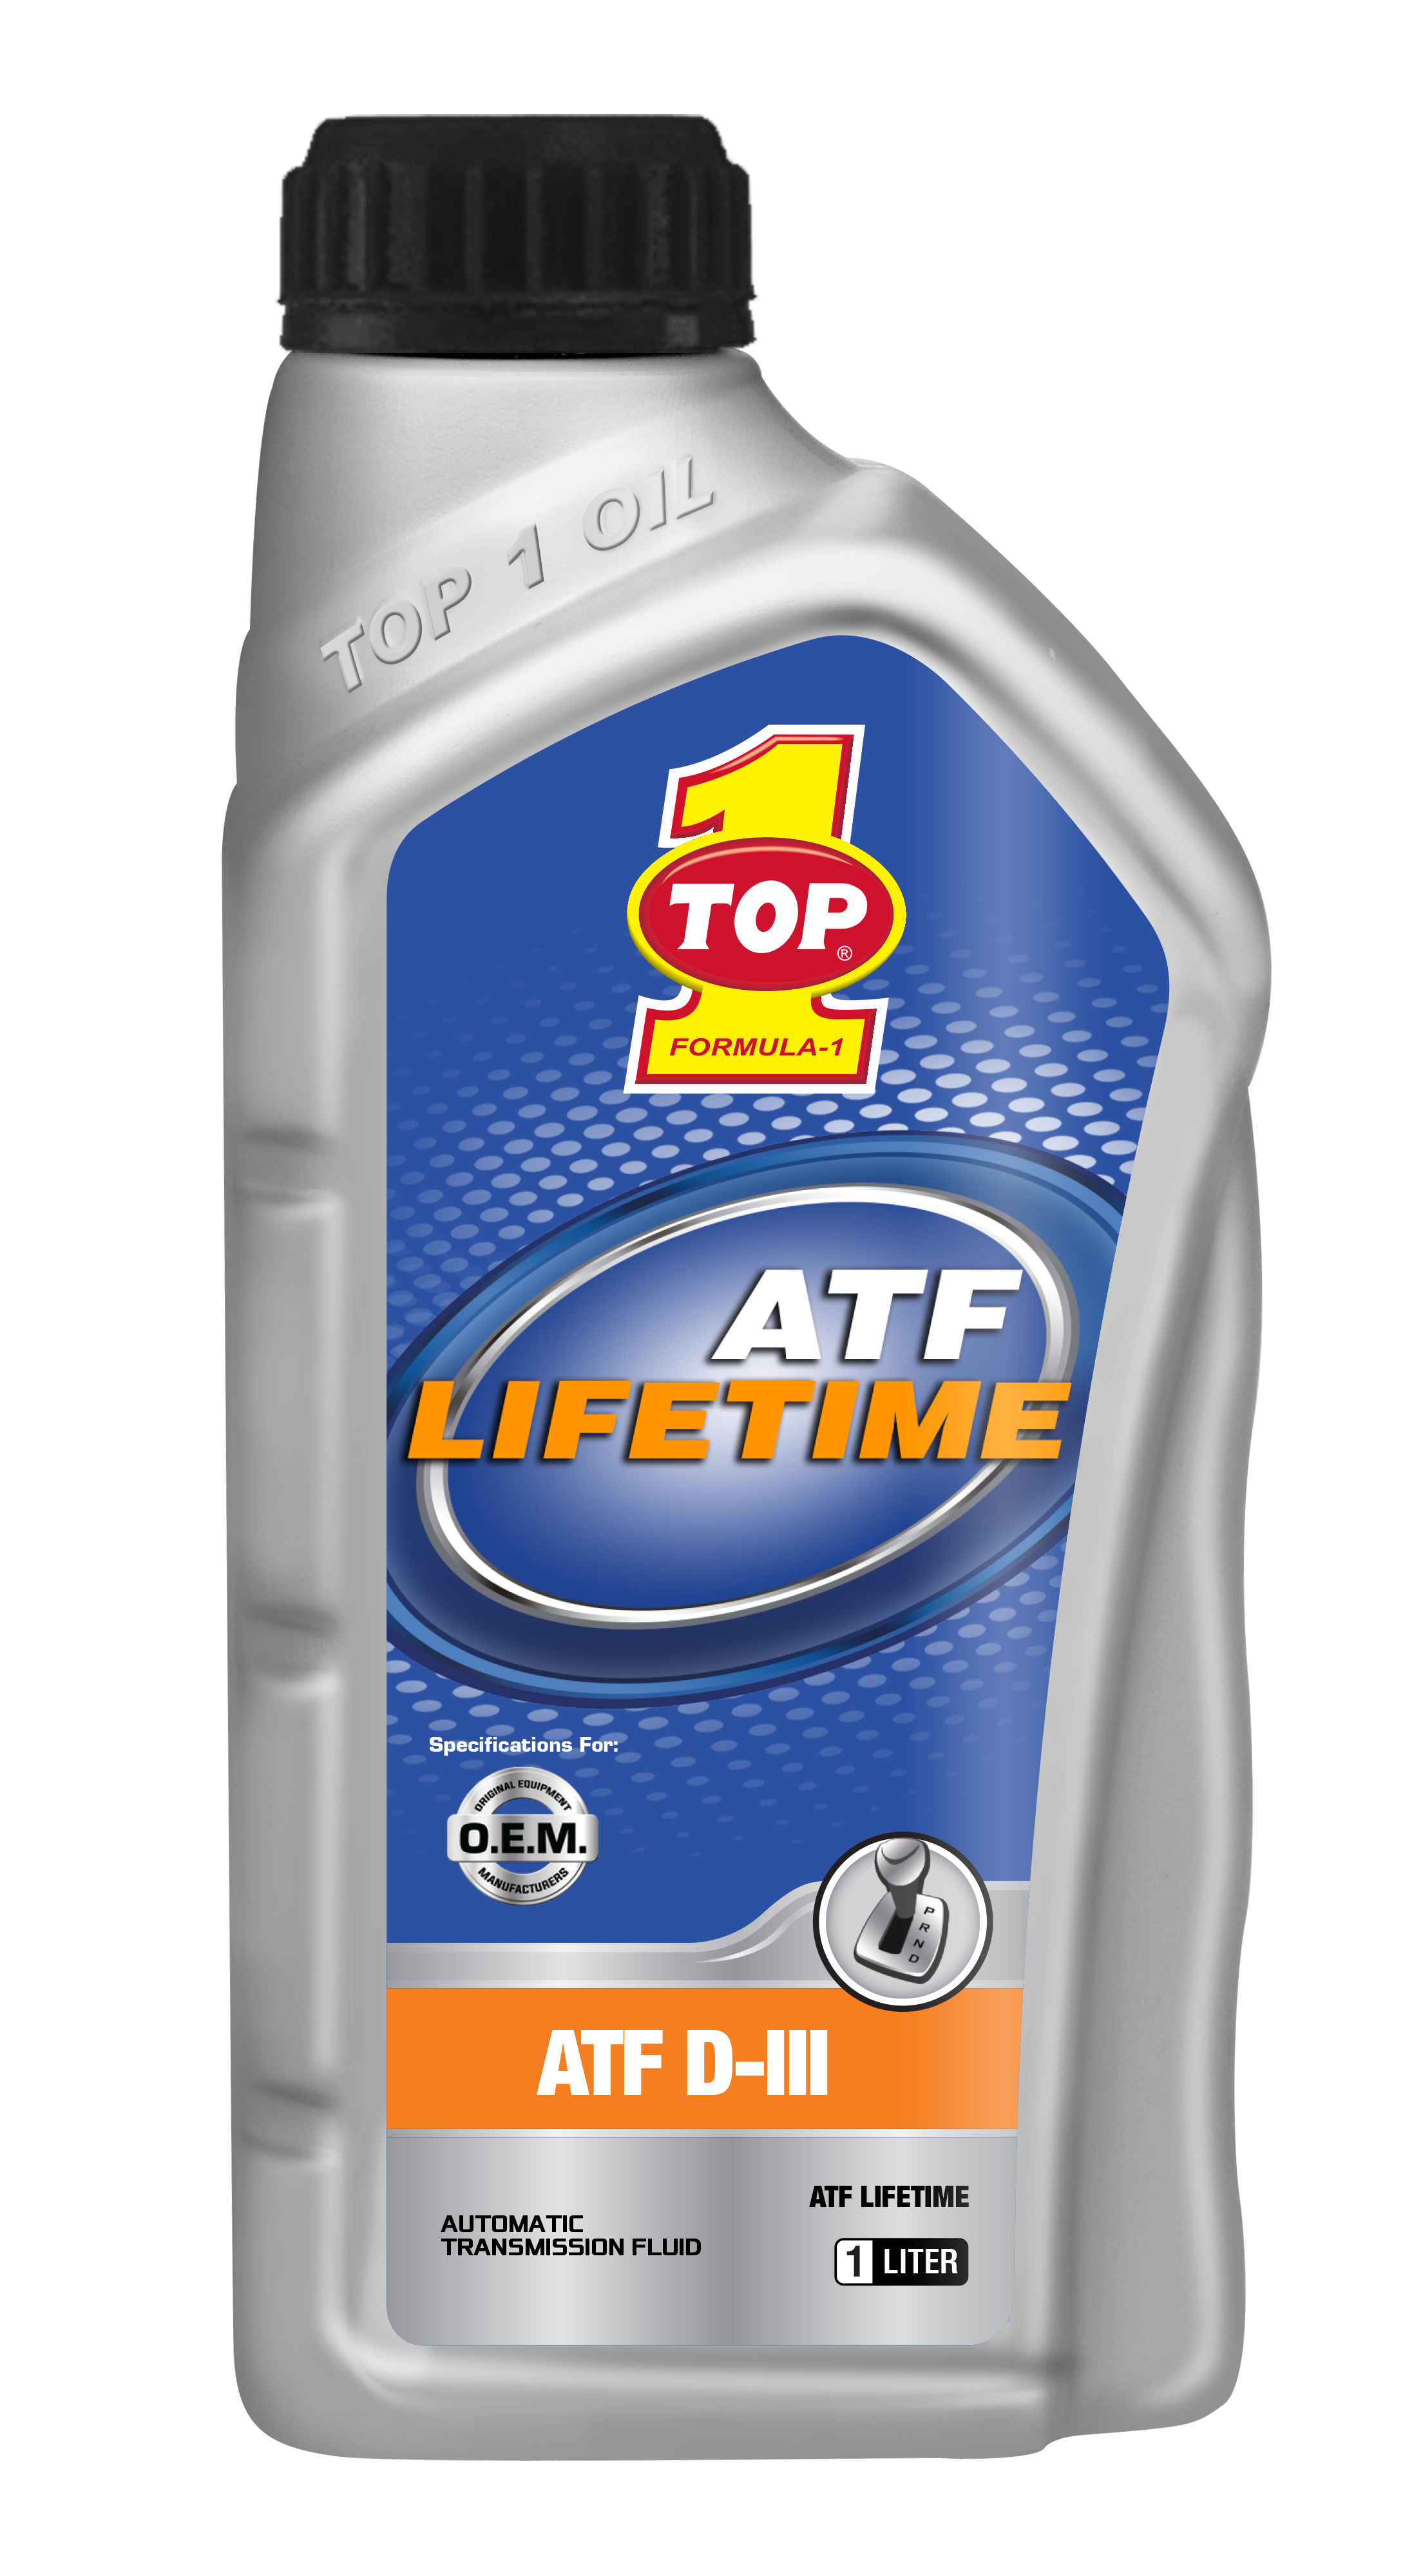 TOP 1 OIL
1
TOP®
FORMULA-1
ATF
LIFETIME
Specifications For:
ORIGINAL EQUIPMENT
O.E.M.
MANUFACTURERS
P
R
N
D
ATF D-III
ATF LIFETIME
AUTOMATIC
TRANSMISSION FLUID
1 LITER